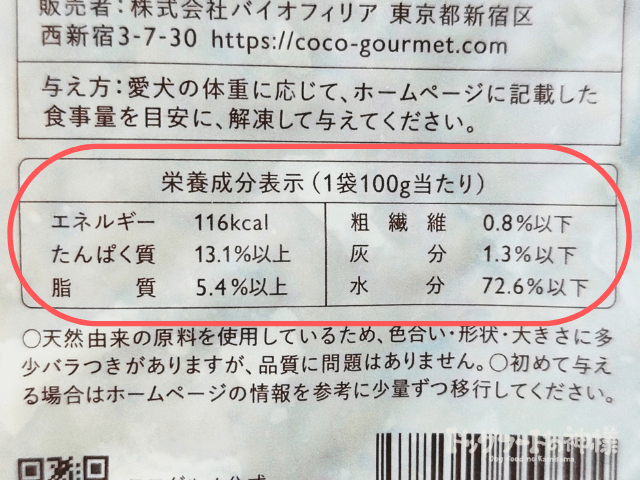 販売者：株式会社バイオフィリア 東京都新宿区
西新宿3-7-30 https://coco-gourmet.com
与え方：愛犬の体重に応じて、ホームページに記載した
食事量を目安に、解凍して与えてください。
栄養成分表示（1袋100g当たり）
エネルギー 116kcal 粗繊維 0.8%以下
たんぱく質 13.1%以上 灰分 1.3%以下
脂質 5.4%以上 水分 72.6%以下
○天然由来の原料を使用しているため、色合い・形状・大きさに多
少バラつきがありますが、品質に問題はありません。○初めて与え
る場合はホームページの情報を参考に少量ずつ移行してください。
ドッグフードの神様